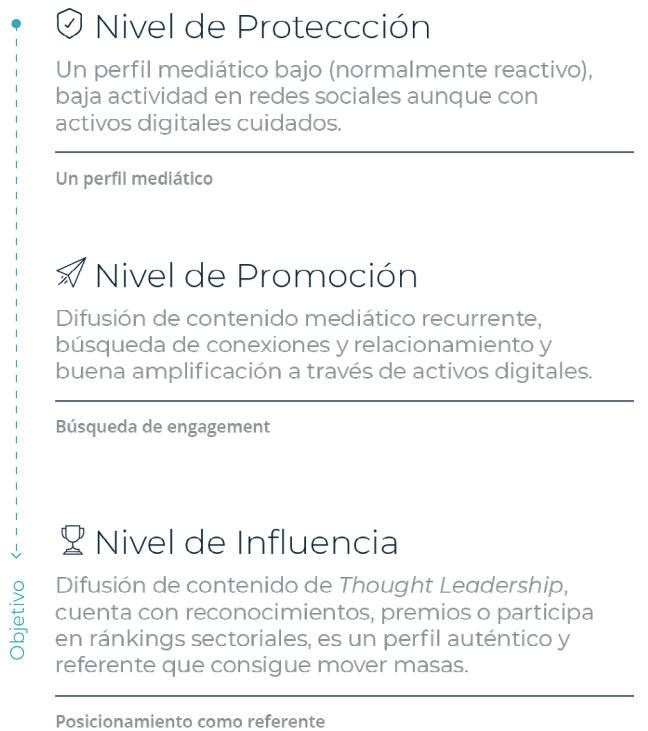 Nivel de Proteccción
Un perfil mediático bajo (normalmente reactivo),
baja actividad en redes sociales aunque con
activos digitales cuidados.
Un perfil mediático
Nivel de Promoción
Difusión de contenido mediático recurrente,
búsqueda de conexiones y relacionamiento y
buena amplificación a través de activos digitales.
Búsqueda de engagement
Nivel de Influencia
Difusión de contenido de Thought Leadership,
cuenta con reconocimientos, premios o participa
en ránkings sectoriales, es un perfil auténtico y
referente que consigue mover masas.
Posicionamiento como referente
Objetivo